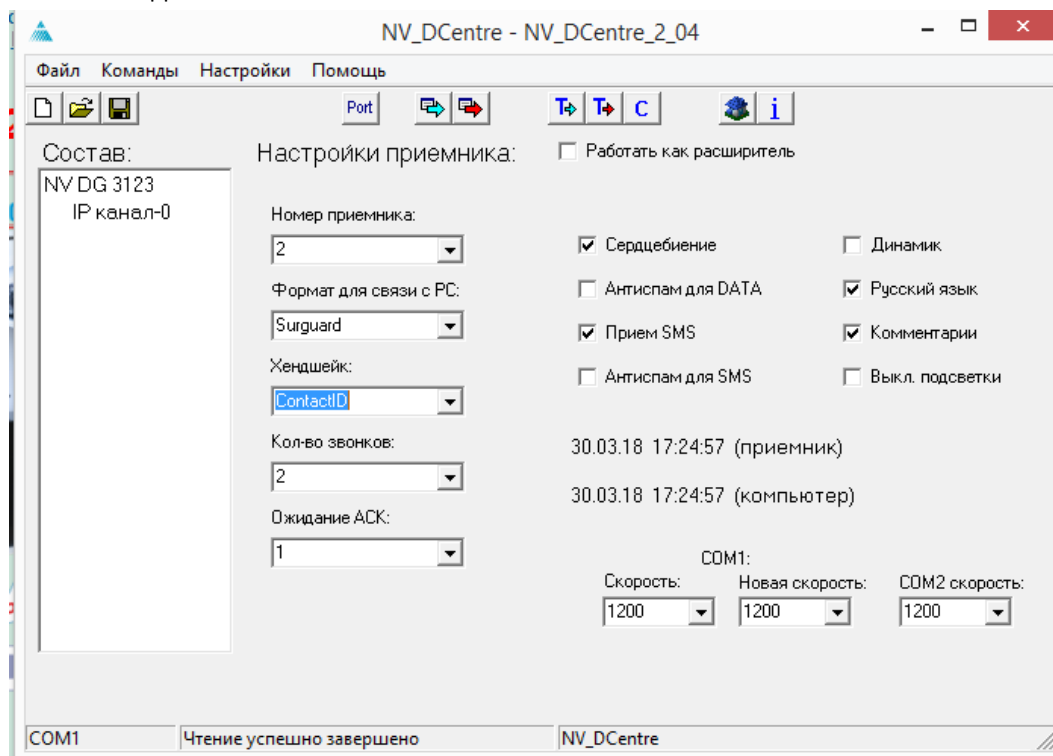 NV_DCentre - NV_DCentre_2_04
Файл Команды Настройки Помощь
Port T T C i
Состав:
NV DG 3123
IP канал-0
Настройки приемника:
Номер приемника:
2
Формат для связи с PC:
Surguard
Хендшейк:
ContactID
Кол-во звонков:
2
Ожидание ACK:
1
Работать как расширитель
Сердцебиение
Динамик
Антиспам для DATA
Русский язык
Прием SMS
Комментарии
Антиспам для SMS
Выкл. подсветки
30.03.18 17:24:57 (приемник)
30.03.18 17:24:57 (компьютер)
COM1:
Скорость: Новая скорость: COM2 скорость:
1200 1200 1200
COM1 Чтение успешно завершено NV_DCentre